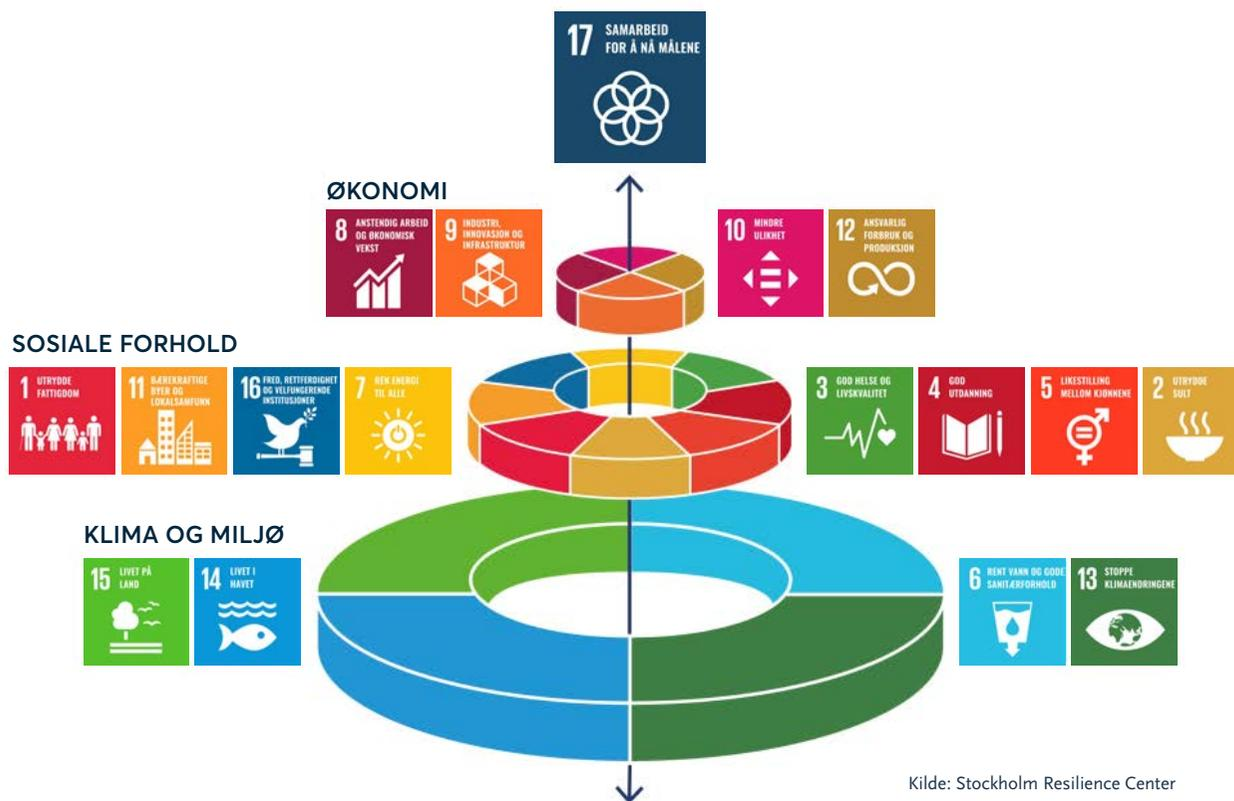 17 SAMARBEID
FOR Å NÅ MÅLENE
ØKONOMI
8 ANSTENDIG ARBEID
OG ØKONOMISK
VEKST
9 INDUSTRI,
INNOVASJON OG
INFRASTRUKTUR
10 MINDRE
ULIKHET
12 ANSVARLIG
FORBRUK OG
PRODUKSJON
SOSIALE FORHOLD
1 UTRYDDE
FATTIGDOM
11 BÆREKRAFTIGE
BYER OG
LOKALSAMFUNN
16 FRED, RETTFERDIGHET
OG VELFUNGERENDE
INSTITUSJONER
7 REN ENERGI
TIL ALLE
3 GOD HELSE OG
LIVSKVALITET
4 GOD
UTDANNING
5 LIKESTILLING
MELLOM KJØNNENE
2 UTRYDDE
SULT
KLIMA OG MILJØ
15 LIVET PÅ
LAND
14 LIVET I
HAVET
6 RENT VANN OG GODE
SANITÆRFORHOLD
13 STOPPE
KLIMAENDRINGENE
Kilde: Stockholm Resilience Center